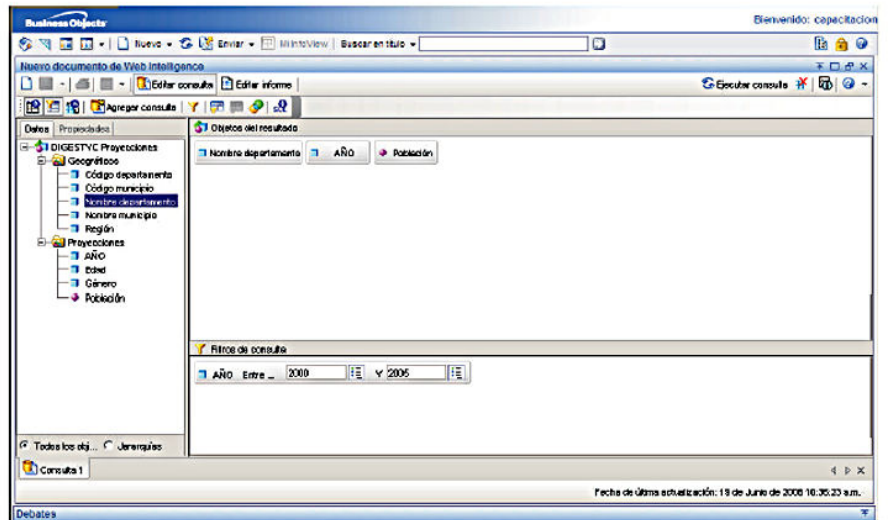 Business Objects
Bienvenido: capacitacion
Nuevo Enviar Mi InfoView Buscar en título
Nuevo documento de Web Intelligence
Editar consulta Editar informe Ejecutar consulta
Agregar consulta
Datos Propiedades
Objetos del resultado
DIGESTYC Proyecciones
Geográficos
Código departamento
Código municipio
Nombre departamento
Nombre municipio
Región
Proyecciones
AÑO
Edad
Género
Población
Nombre departamento AÑO Población
Filtros de consulta
AÑO Entre 2000 Y 2005
Todos los obj... Jerarquías
Consulta 1
Fecha de última actualización: 19 de Junio de 2006 10:35:23 a.m.
Debates